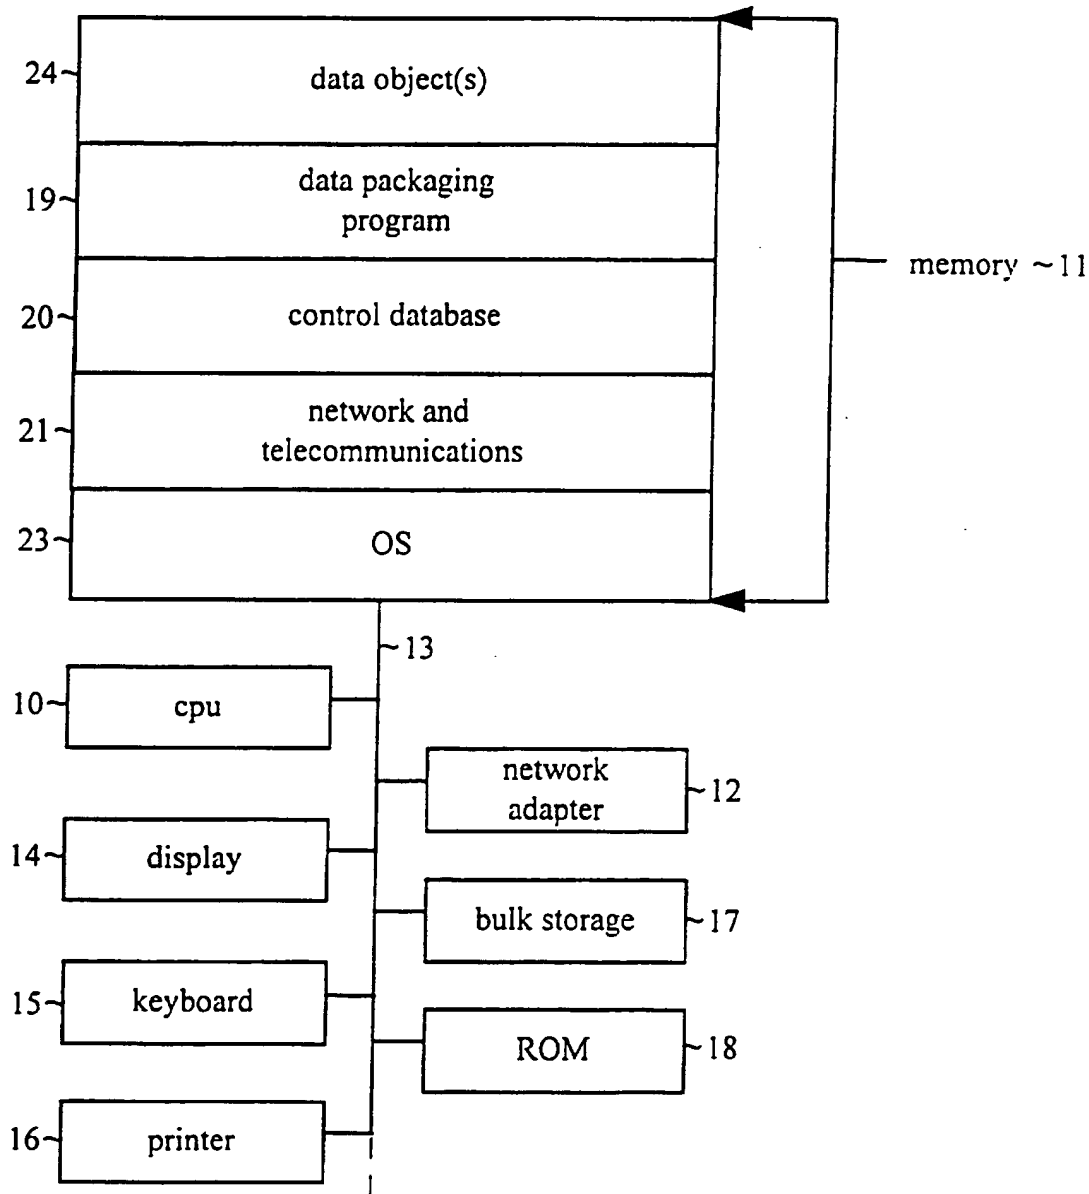 24~ data object(s)
19~ data packaging
program
memory ~11
20~ control database
21~ network and
telecommunications
23~ OS
~13
10~ cpu
network
adapter ~12
14~ display
bulk storage ~17
15~ keyboard
ROM ~18
16~ printer